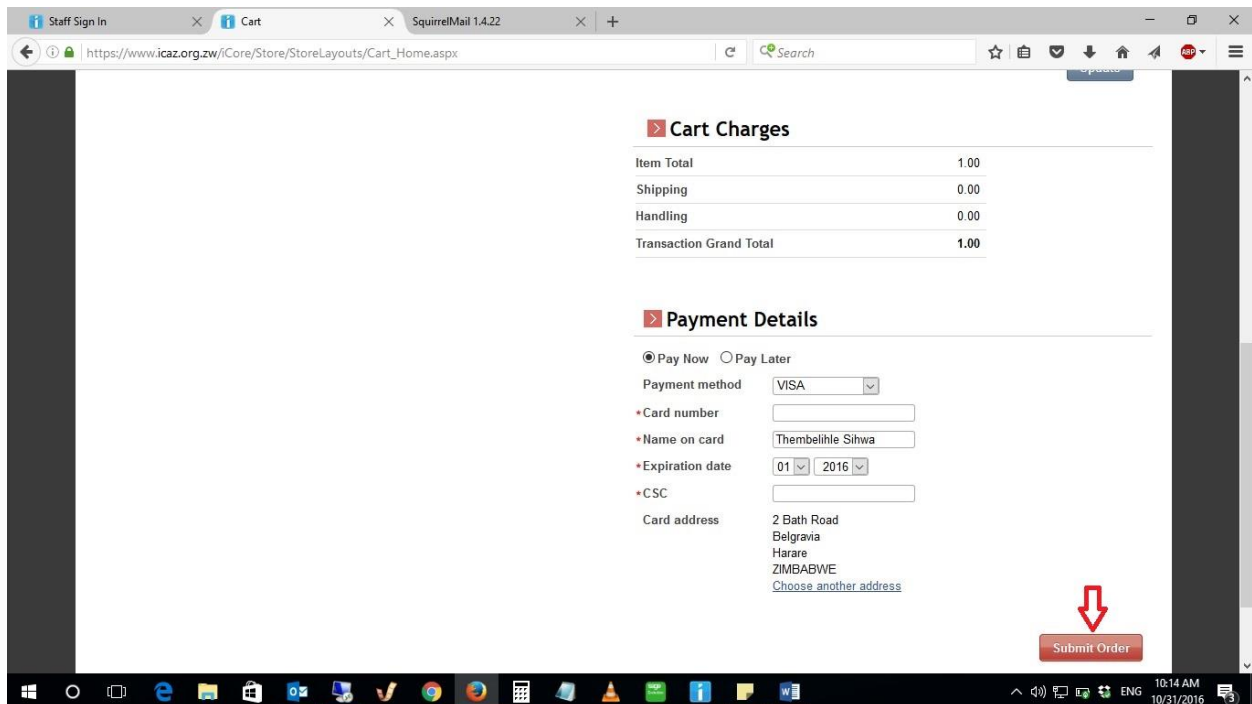 Staff Sign In
Cart
SquirrelMail 1.4.22
https://www.icaz.org.zw/iCore/Store/StoreLayouts/Cart_Home.aspx
Search
ABP
Update
Cart Charges
Item Total 1.00
Shipping 0.00
Handling 0.00
Transaction Grand Total 1.00
Payment Details
Pay Now Pay Later
Payment method VISA
*Card number
*Name on card Thembelihle Sihwa
*Expiration date 01 2016
*CSC
Card address 2 Bath Road
Belgravia
Harare
ZIMBABWE
Choose another address
Submit Order
ENG
10:14 AM
10/31/2016